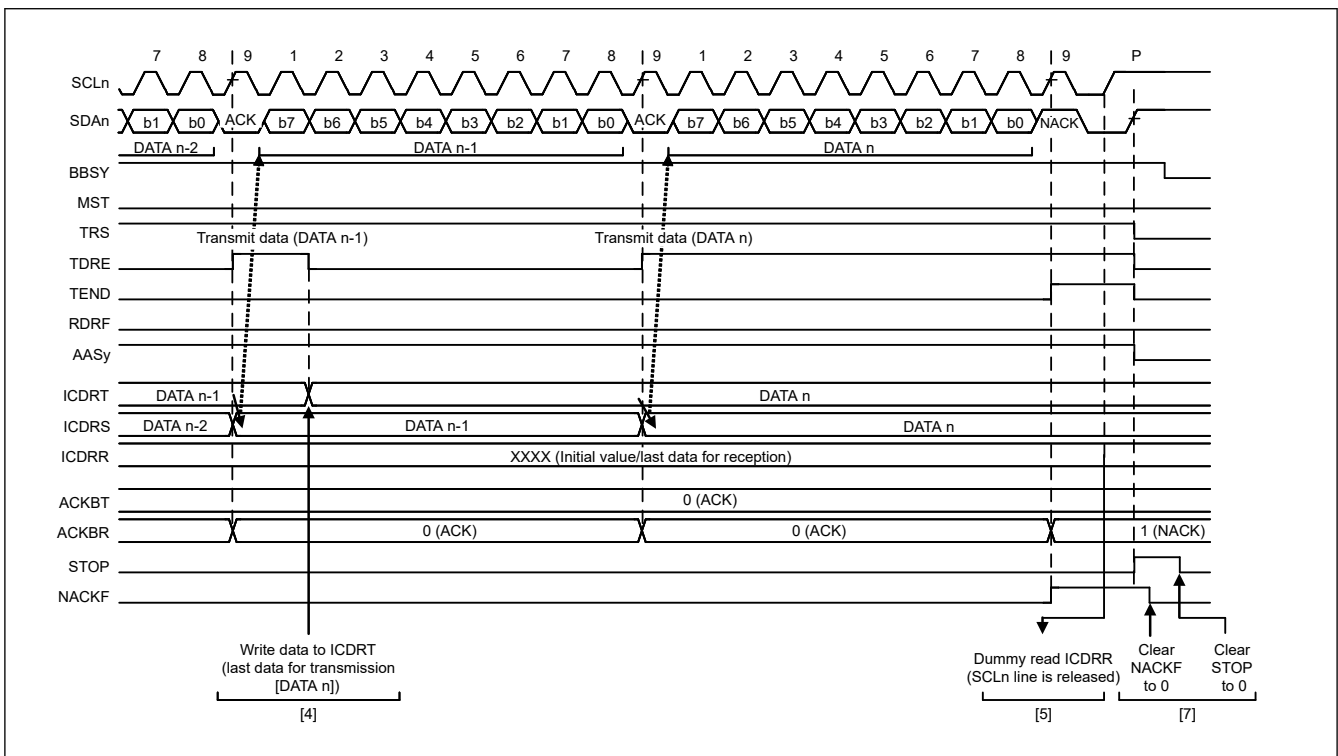 7 8 9 1 2 3 4 5 6 7 8 9 1 2 3 4 5 6 7 8 9 P
SCLn
SDAn b1 b0 ACK b7 b6 b5 b4 b3 b2 b1 b0 ACK b7 b6 b5 b4 b3 b2 b1 b0 NACK
DATA n-2 DATA n-1 DATA n
BBSY
MST
TRS
Transmit data (DATA n-1) Transmit data (DATA n)
TDRE
TEND
RDRF
AASy
ICDRT DATA n-1 DATA n
ICDRS DATA n-2 DATA n-1 DATA n
ICDRR XXXX (Initial value/last data for reception)
ACKBT 0 (ACK)
ACKBR 0 (ACK) 0 (ACK) 1 (NACK)
STOP
NACKF
Write data to ICDRT
(last data for transmission
[DATA n])
[4]
Dummy read ICDRR
(SCLn line is released)
[5]
Clear
NACKF
to 0
Clear
STOP
to 0
[7]